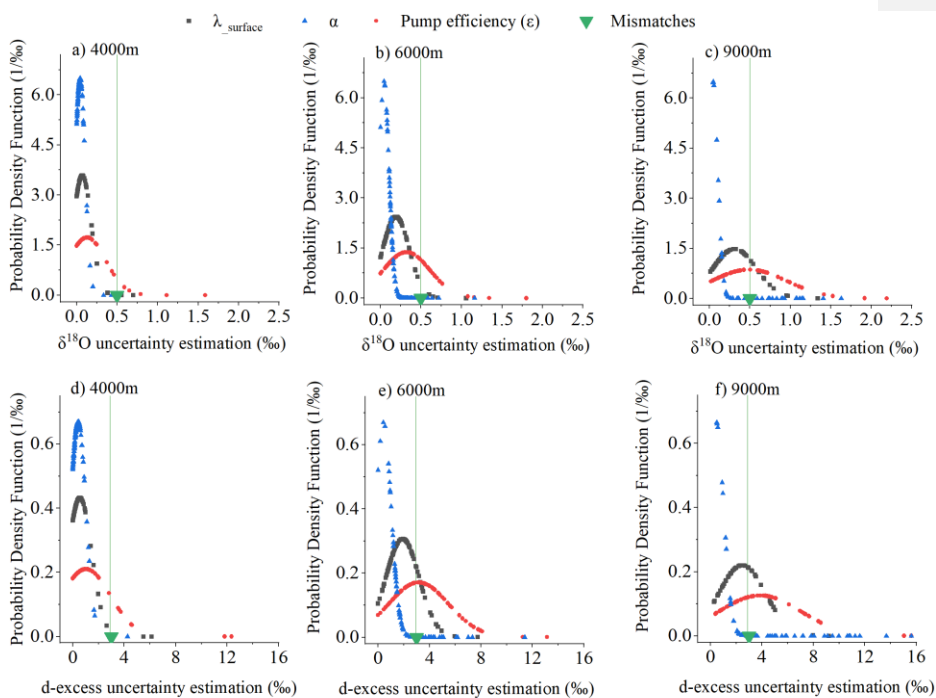 λ_surface α Pump efficiency (ε) Mismatches
a) 4000m b) 6000m c) 9000m
Probability Density Function (1/‰) Probability Density Function (1/‰) Probability Density Function (1/‰)
6.0 6.0 6.0
4.5 4.5 4.5
3.0 3.0 3.0
1.5 1.5 1.5
0.0 0.0 0.0
0.0 0.5 1.0 1.5 2.0 2.5 0.0 0.5 1.0 1.5 2.0 2.5 0.0 0.5 1.0 1.5 2.0 2.5
δ¹⁸O uncertainty estimation (‰) δ¹⁸O uncertainty estimation (‰) δ¹⁸O uncertainty estimation (‰)
d) 4000m e) 6000m f) 9000m
Probability Density Function (1/‰) Probability Density Function (1/‰) Probability Density Function (1/‰)
0.6 0.6 0.6
0.4 0.4 0.4
0.2 0.2 0.2
0.0 0.0 0.0
0 4 8 12 16 0 4 8 12 16 0 4 8 12 16
d-excess uncertainty estimation (‰) d-excess uncertainty estimation (‰) d-excess uncertainty estimation (‰)